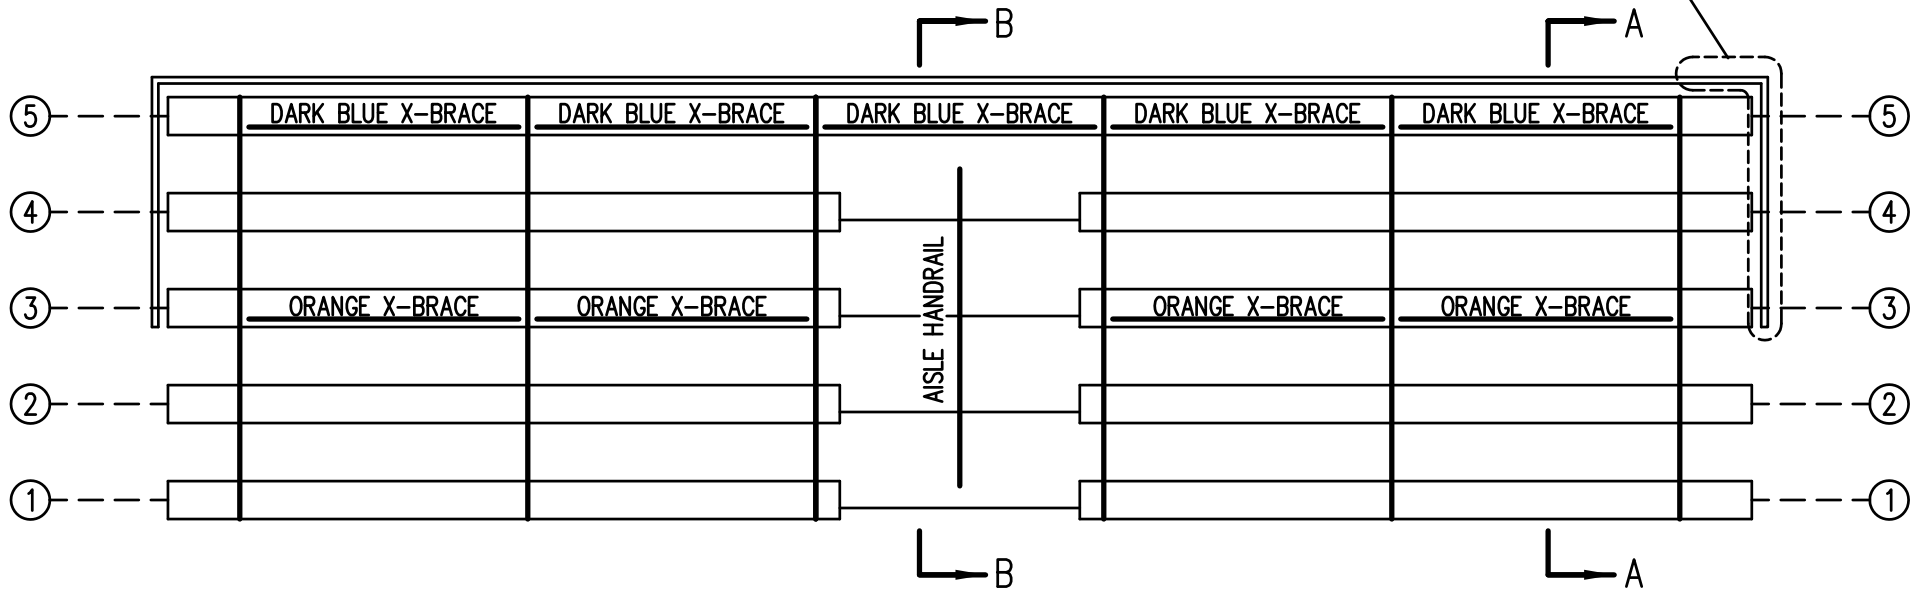 B A
5 DARK BLUE X-BRACE DARK BLUE X-BRACE DARK BLUE X-BRACE DARK BLUE X-BRACE DARK BLUE X-BRACE 5
4 4
AISLE HANDRAIL
3 ORANGE X-BRACE ORANGE X-BRACE ORANGE X-BRACE ORANGE X-BRACE 3
2 2
1 1
B A